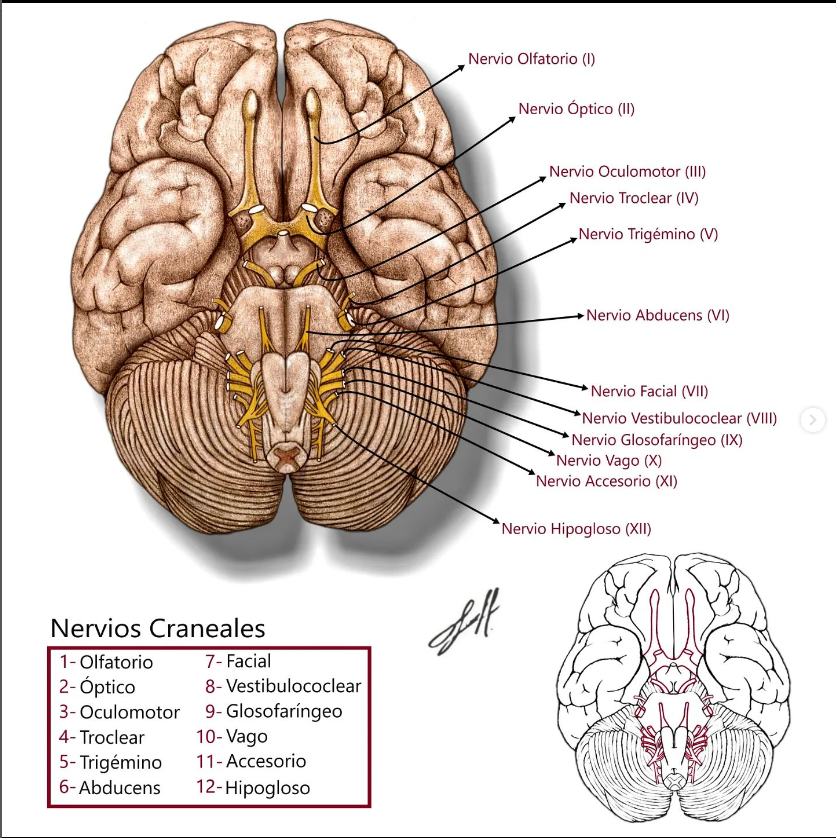 Nervio Olfatorio (I)
Nervio Óptico (II)
Nervio Oculomotor (III)
Nervio Troclear (IV)
Nervio Trigémino (V)
Nervio Abducens (VI)
Nervio Facial (VII)
Nervio Vestibulococlear (VIII)
Nervio Glosofaríngeo (IX)
Nervio Vago (X)
Nervio Accesorio (XI)
Nervio Hipogloso (XII)
Nervios Craneales
1- Olfatorio
2- Óptico
3- Oculomotor
4- Troclear
5- Trigémino
6- Abducens
7- Facial
8- Vestibulococlear
9- Glosofaríngeo
10- Vago
11- Accesorio
12- Hipogloso